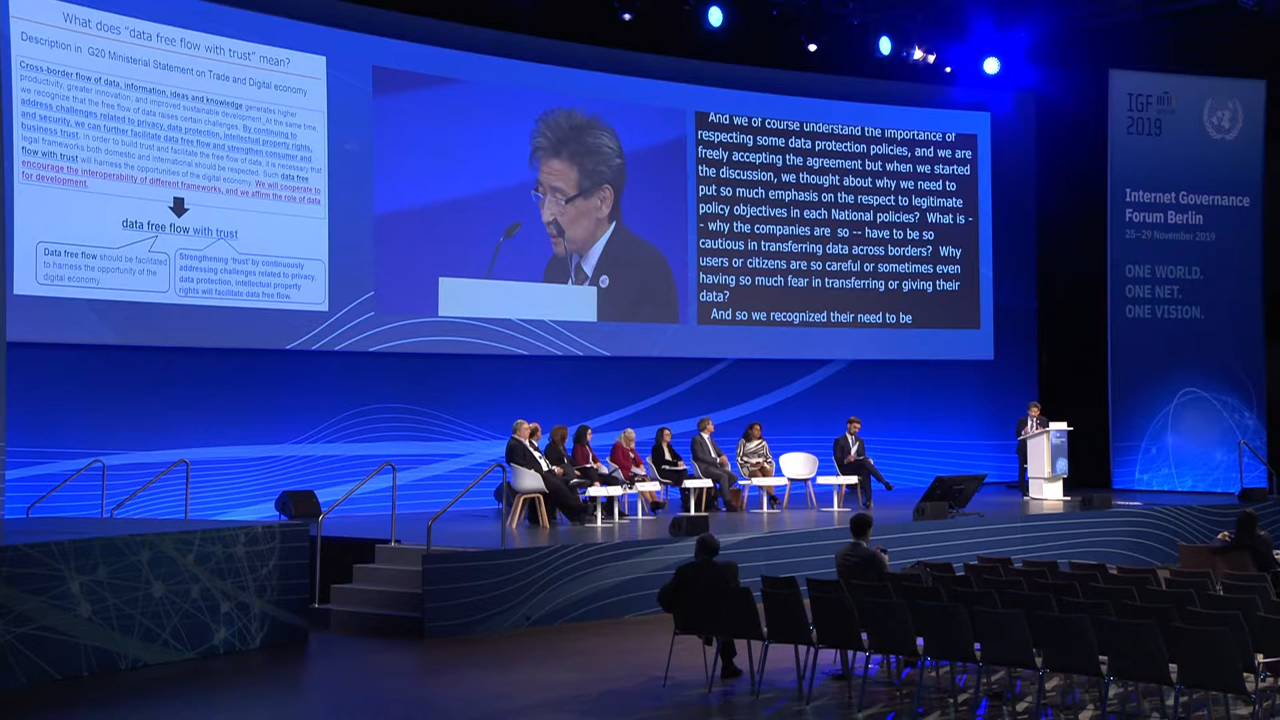 What does "data free flow with trust" mean?
Description in G20 Ministerial Statement on Trade and Digital economy
Cross-border flow of data, information, ideas and knowledge generates higher
productivity, greater innovation, and improved sustainable development. At the same time,
we recognize that the free flow of data raises certain challenges. By continuing to
address challenges related to privacy, data protection, intellectual property rights,
and security, we can further facilitate data free flow and strengthen consumer and
business trust. In order to build trust and facilitate the free flow of data, it is necessary that
legal frameworks both domestic and international should be respected. Such data free
flow with trust will harness the opportunities of the digital economy. We will cooperate to
encourage the interoperability of different frameworks, and we affirm the role of data
for development.
data free flow with trust
Data free flow should be facilitated
to harness the opportunity of the
digital economy.
Strengthening 'trust' by continuously
addressing challenges related to privacy,
data protection, intellectual property
rights will facilitate data free flow.
And we of course understand the importance of
respecting some data protection policies, and we are
freely accepting the agreement but when we started
the discussion, we thought about why we need to
put so much emphasis on the respect to legitimate
policy objectives in each National policies? What is -
- why the companies are so -- have to be so
cautious in transferring data across borders? Why
users or citizens are so careful or sometimes even
having so much fear in transferring or giving their
data?
And so we recognized their need to be
IGF
2019
Internet Governance
Forum Berlin
25–29 November 2019
ONE WORLD.
ONE NET.
ONE VISION.